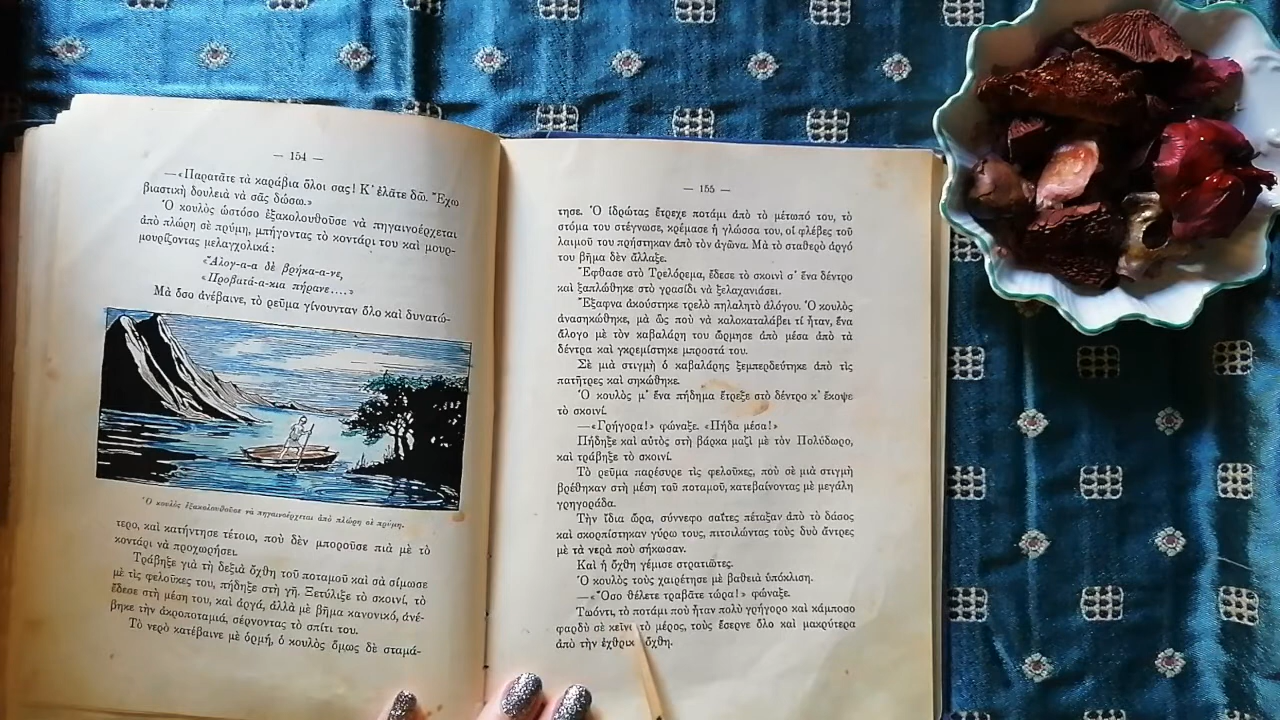 — 154 —
—«Παρατᾶτε τὰ καράβια ὅλοι σας! Κ᾿ ἐλᾶτε δῶ. Ἔχω
βιαστικὴ δουλειὰ νὰ σᾶς δώσω.»
Ὁ κουλὸς ὡστόσο ἐξακολουθοῦσε νὰ πηγαινοέρχεται
ἀπὸ πλώρη σὲ πρύμη, μπήγοντας τὸ κοντάρι του καὶ μουρ-
μουρίζοντας μελαγχολικά:
«Ἄλογ-α-α δὲ βρήκα-α-νε,
«Προβατά-α-κια πήρανε....»
Μὰ ὅσο ἀνέβαινε, τὸ ρεῦμα γίνουνταν ὅλο καὶ δυνατώ-
Ὁ κουλὸς ἐξακολουθοῦσε νὰ πηγαινοέρχεται ἀπὸ πλώρη σὲ πρύμη.
τερο, καὶ κατήντησε τέτοιο, ποὺ δὲν μποροῦσε πιὰ μὲ τὸ
κοντάρι νὰ προχωρήσει.
Τράβηξε γιὰ τὴ δεξιὰ ὄχθη τοῦ ποταμοῦ καὶ σὰ σίμωσε
μὲ τὶς φελοῦκες του, πήδηξε στὴ γῆ. Ξετύλιξε τὸ σκοινί, τὸ
ἔδεσε στὴ μέση του, καὶ ἀργά, ἀλλὰ μὲ βῆμα κανονικό, ἀνέ-
βηκε τὴν ἀκροποταμιά, σέρνοντας τὸ σπίτι του.
Τὸ νερὸ κατέβαινε μὲ ὁρμή, ὁ κουλὸς ὅμως δὲ σταμά-
— 155 —
τησε. Ὁ ἱδρώτας ἔτρεχε ποτάμι ἀπὸ τὸ μέτωπό του, τὸ
στόμα του στέγνωσε, κρέμασε ἡ γλώσσα του, οἱ φλέβες τοῦ
λαιμοῦ του πρήστηκαν ἀπὸ τὸν ἀγῶνα. Μὰ τὸ σταθερὸ ἀργό
του βῆμα δὲν ἄλλαξε.
Ἔφθασε στὸ Τρελόρεμα, ἔδεσε τὸ σκοινὶ σ᾿ ἕνα δέντρο
καὶ ξαπλώθηκε στὸ γρασίδι νὰ ξελαχανιάσει.
Ἔξαφνα ἀκούστηκε τρελὸ πηλαλητὸ ἀλόγου. Ὁ κουλὸς
ἀνασηκώθηκε, μὰ ὣς ποὺ νὰ καλοκαταλάβει τί ἦταν, ἕνα
ἄλογο μὲ τὸν καβαλάρη του ὥρμησε ἀπὸ μέσα ἀπὸ τὰ
δέντρα καὶ γκρεμίστηκε μπροστά του.
Σὲ μιὰ στιγμὴ ὁ καβαλάρης ξεμπερδεύτηκε ἀπὸ τὶς
πατῆτρες καὶ σηκώθηκε.
Ὁ κουλὸς μ᾿ ἕνα πήδημα ἔτρεξε στὸ δέντρο κ᾿ ἔκοψε
τὸ σκοινί.
—«Γρήγορα!» φώναξε. «Πήδα μέσα!»
Πήδηξε καὶ αὐτὸς στὴ βάρκα μαζὶ μὲ τὸν Πολύδωρο,
καὶ τράβηξε τὸ σκοινί.
Τὸ ρεῦμα παρέσυρε τὶς φελοῦκες, ποὺ σὲ μιὰ στιγμὴ
βρέθηκαν στὴ μέση τοῦ ποταμοῦ, κατεβαίνοντας μὲ μεγάλη
γρηγοράδα.
Τὴν ἴδια ὥρα, σύννεφο σαΐτες πέταξαν ἀπὸ τὸ δάσος
καὶ σκορπίστηκαν γύρω τους, πιτσιλώντας τοὺς δυὸ ἄντρες
μὲ τὰ νερὰ ποὺ σήκωσαν.
Καὶ ἡ ὄχθη γέμισε στρατιῶτες.
Ὁ κουλὸς τοὺς χαιρέτησε μὲ βαθειὰ ὑπόκλιση.
—«Ὅσο θέλετε τραβᾶτε τώρα!» φώναξε.
Τωόντι, τὸ ποτάμι ποὺ ἦταν πολὺ γρήγορο καὶ κάμποσο
φαρδὺ σὲ κεῖνο τὸ μέρος, τοὺς ἔσερνε ὅλο καὶ μακρύτερα
ἀπὸ τὴν ἐχθρικὴ ὄχθη.